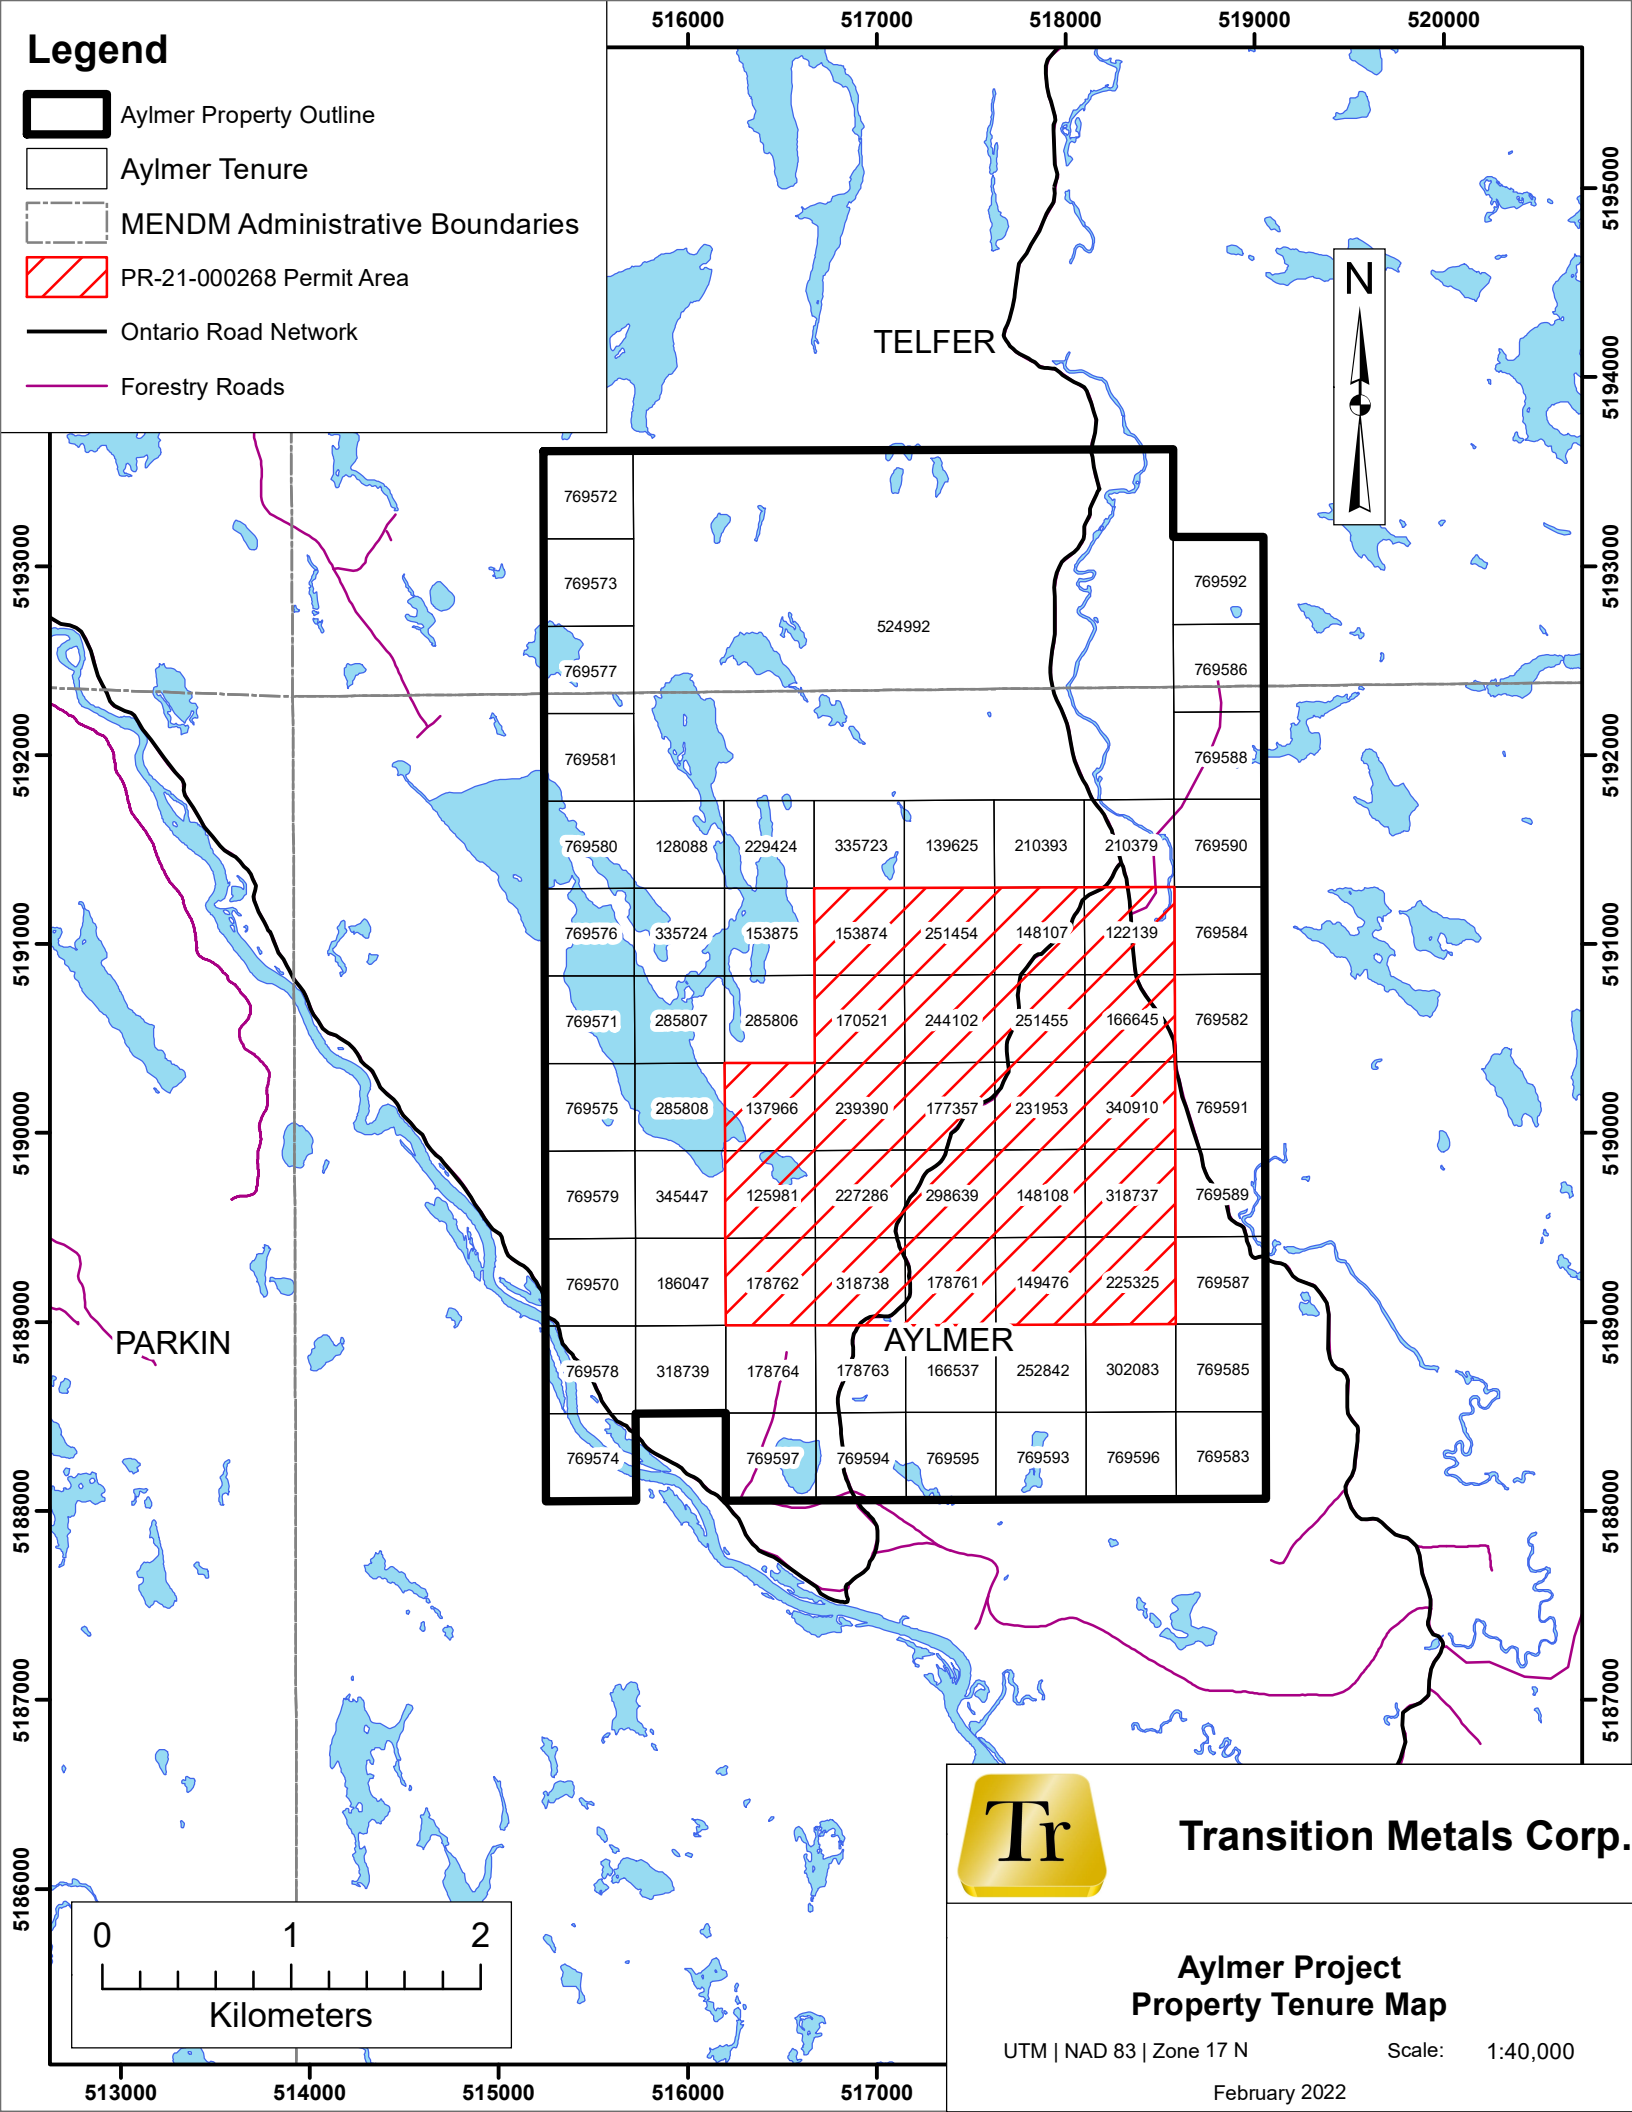 Legend
Aylmer Property Outline
Aylmer Tenure
MENDM Administrative Boundaries
PR-21-000268 Permit Area
Ontario Road Network
Forestry Roads
516000 517000 518000 519000 520000
5195000
5194000
5193000
5192000
5191000
5190000
5189000
5188000
5187000
5193000
5192000
5191000
5190000
5189000
5188000
5187000
5186000
N
TELFER
769572
769573 769592
524992
769577 769586
769581 769588
769580 128088 229424 335723 139625 210393 210379 769590
769576 335724 153875 153874 251454 148107 122139 769584
769571 285807 285806 170521 244102 251455 166645 769582
769575 285808 137966 239390 177357 231953 340910 769591
769579 345447 125981 227286 298639 148108 318737 769589
769570 186047 178762 318738 178761 149476 225325 769587
PARKIN
AYLMER
769578 318739 178764 178763 166537 252842 302083 769585
769574 769597 769594 769595 769593 769596 769583
0 1 2
Kilometers
513000 514000 515000 516000 517000
Tr
Transition Metals Corp.
Aylmer Project
Property Tenure Map
UTM | NAD 83 | Zone 17 N Scale: 1:40,000
February 2022